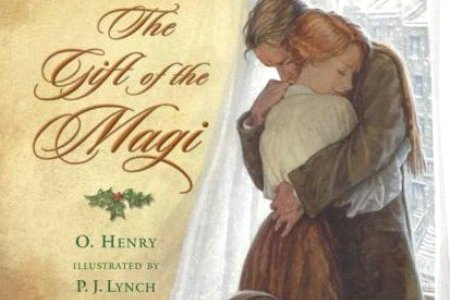 The
Gift of the
Magi
O. HENRY
ILLUSTRATED BY
P. J. LYNCH